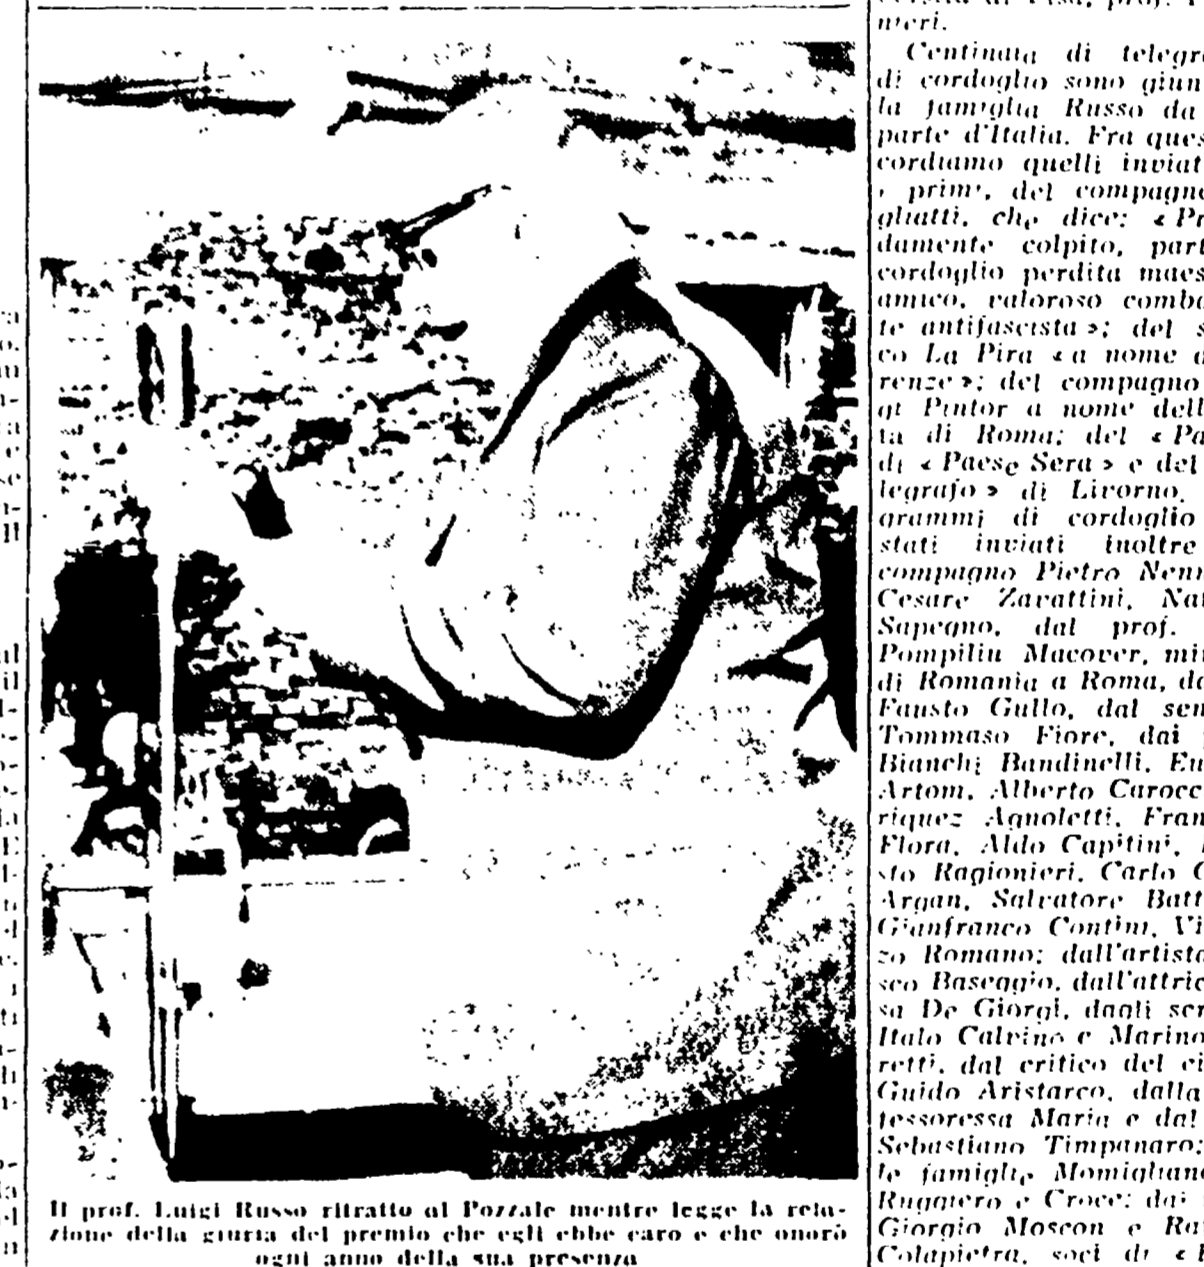 meri.
Centinaia di telegr
di cordoglio sono giun
la famiglia Russo da
parte d'Italia. Fra ques
cordiamo quelli inviat
i primi, del compagno
gliatti, che dice: «Pr
damente colpito, part
cordoglio perdita maes
amico, valoroso comba
te antifascista»; del s
co La Pira «a nome d
renze»; del compagno
gi Pintor a nome dell
tà di Roma; del «Pa
di «Paese Sera» e del
legrafo» di Livorno.
grammi di cordoglio
stati inviati inoltre
compagno Pietro Nenn
Cesare Zavattini, Nat
Sapegno, dal prof.
Pompiliu Macover, min
di Romania a Roma, da
Fausto Gullo, dal sen
Tommaso Fiore, dai
Bianchi Bandinelli, Eu
Artom, Alberto Carocc
riquez Agnoletti, Fran
Flora, Aldo Capitini,
sto Ragionieri, Carlo G
Argan, Salvatore Batt
Gianfranco Contini, Vi
zo Romano; dall'artista
sco Baseggio, dall'attric
sa De Giorgi, dagli scr
Italo Calvino e Marino
retti, dal critico del ci
Guido Aristarco, dalla
fessoressa Maria e dal
Sebastiano Timpanaro;
le famiglie Momiglian
Ruggiero e Croce; dai
Giorgio Moscon e Ra
Colapietra, soci di «
Il prof. Luigi Russo ritratto al Pozzale mentre legge la rela-
zione della giuria del premio che egli ebbe caro e che onorò
ogni anno della sua presenza